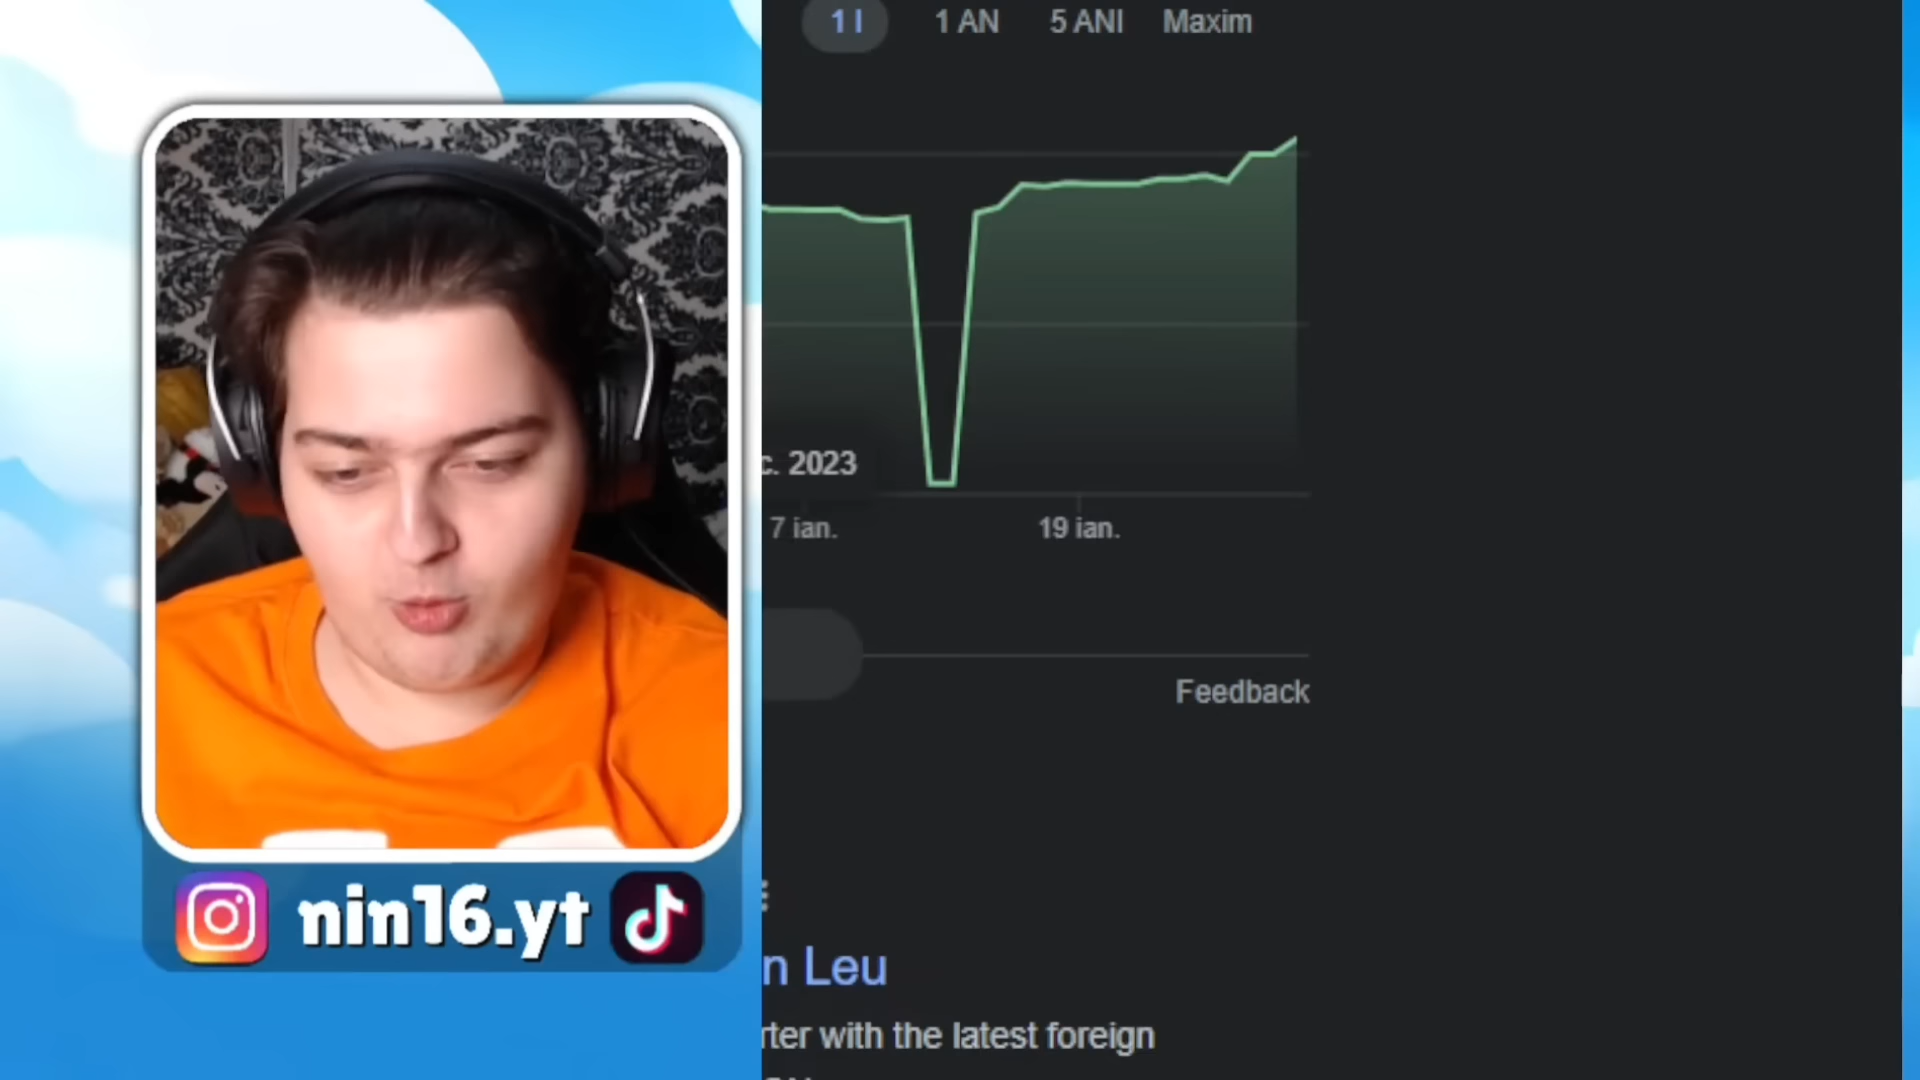 1 l
1 AN
5 ANI
Maxim
c. 2023
7 ian.
19 ian.
Feedback
nin16.yt
n Leu
rter with the latest foreign